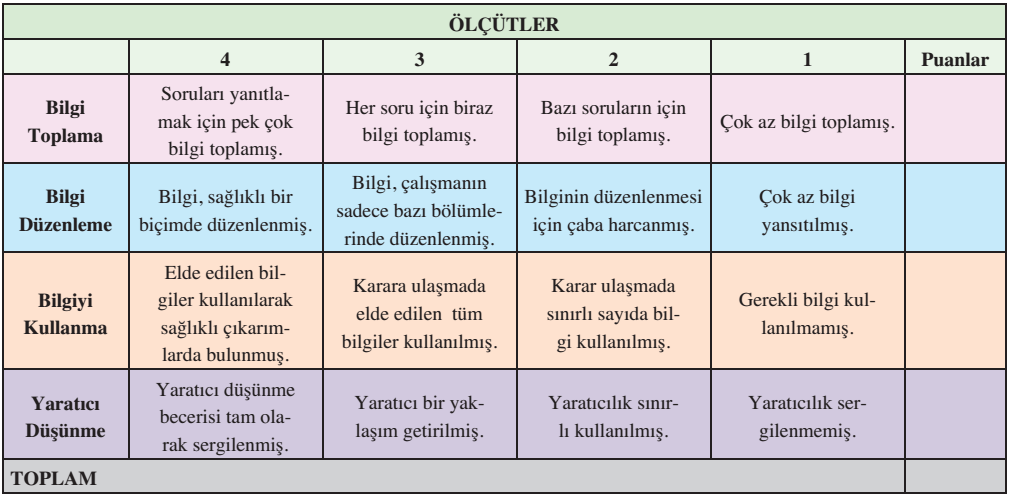 ÖLÇÜTLER
4 3 2 1 Puanlar
Bilgi
Toplama
Soruları yanıtla-
mak için pek çok
bilgi toplamış.
Her soru için biraz
bilgi toplamış.
Bazı soruların için
bilgi toplamış.
Çok az bilgi toplamış.
Bilgi
Düzenleme
Bilgi, sağlıklı bir
biçimde düzenlenmiş.
Bilgi, çalışmanın
sadece bazı bölümle-
rinde düzenlenmiş.
Bilginin düzenlenmesi
için çaba harcanmış.
Çok az bilgi
yansıtılmış.
Bilgiyi
Kullanma
Elde edilen bil-
giler kullanılarak
sağlıklı çıkarım-
larda bulunmuş.
Karara ulaşmada
elde edilen tüm
bilgiler kullanılmış.
Karar ulaşmada
sınırlı sayıda bil-
gi kullanılmış.
Gerekli bilgi kul-
lanılmamış.
Yaratıcı
Düşünme
Yaratıcı düşünme
becerisi tam ola-
rak sergilenmiş.
Yaratıcı bir yak-
laşım getirilmiş.
Yaratıcılık sınır-
lı kullanılmış.
Yaratıcılık ser-
gilenmemiş.
TOPLAM